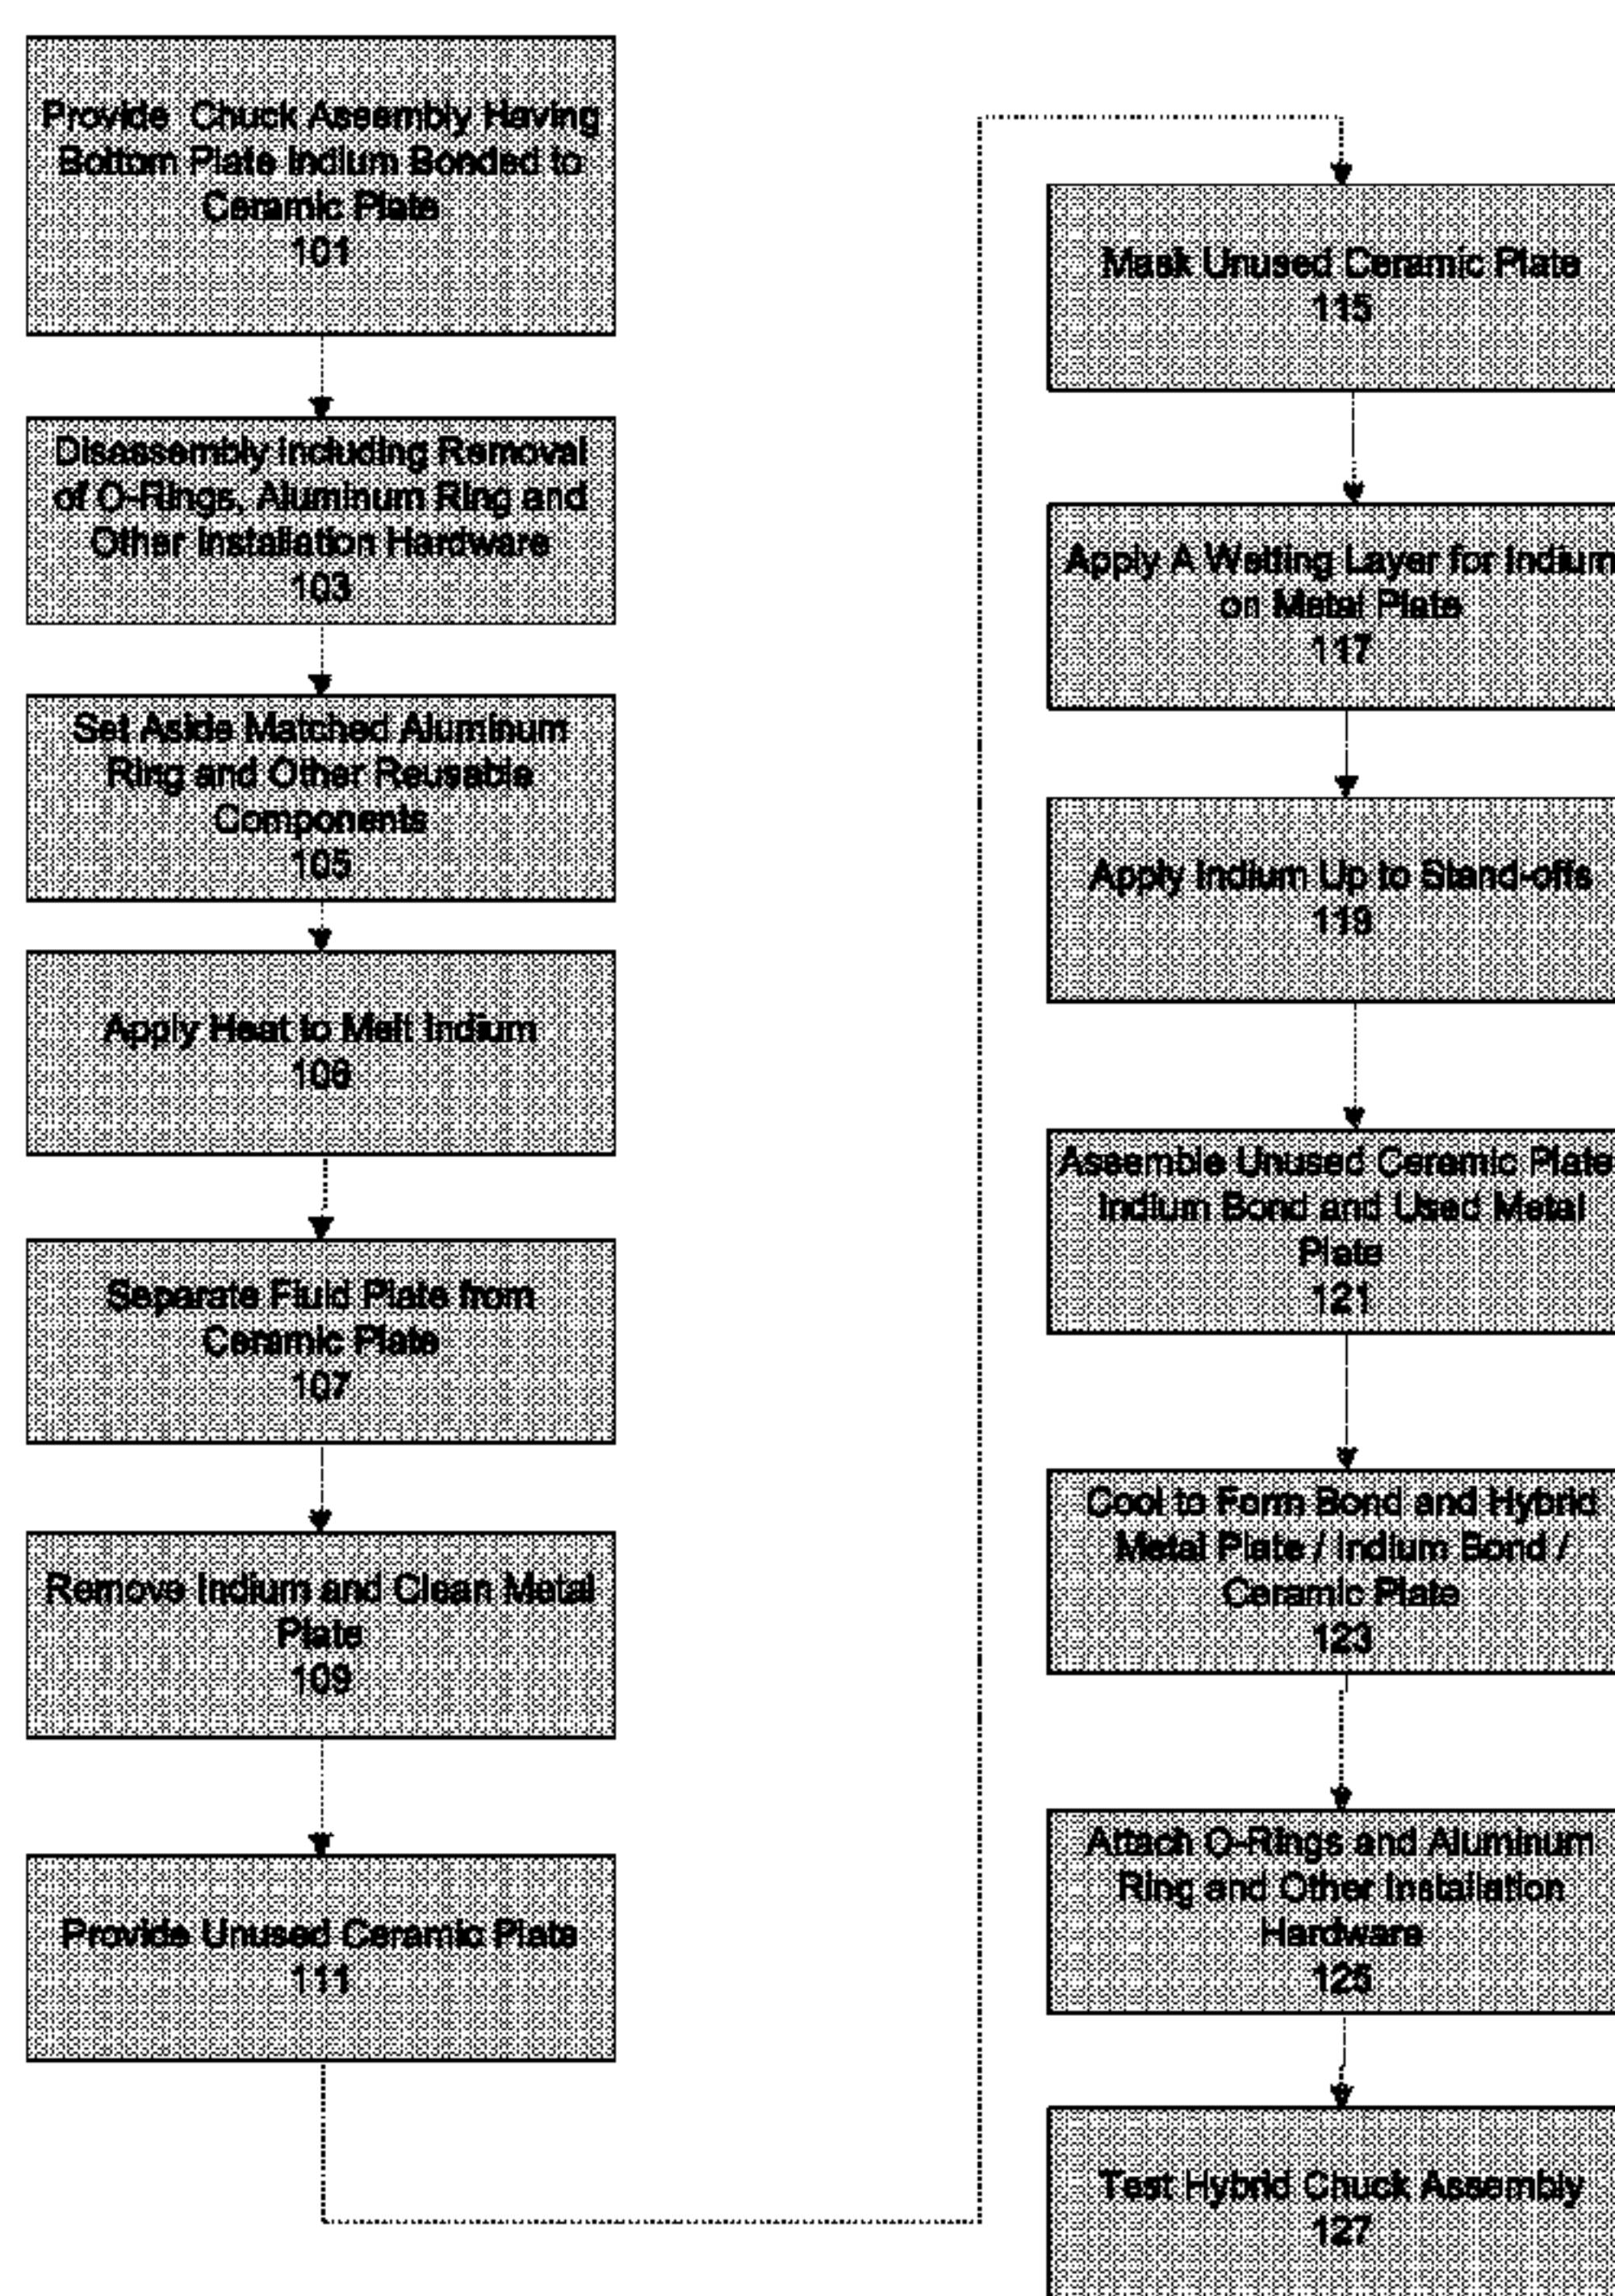 Provide Chuck Assembly Having
Bottom Plate Indium Bonded to
Ceramic Plate
101
Disassembly Including Removal
of O-Rings, Aluminum Ring and
Other Installation Hardware
103
Set Aside Matched Aluminum
Ring and Other Reusable
Components
105
Apply Heat to Melt Indium
106
Separate Fluid Plate from
Ceramic Plate
107
Remove Indium and Clean Metal
Plate
109
Provide Unused Ceramic Plate
111
Mask Unused Ceramic Plate
115
Apply A Wetting Layer for Indium
on Metal Plate
117
Apply Indium Up to Stand-offs
119
Assemble Unused Ceramic Plate
Indium Bond and Used Metal
Plate
121
Cool to Form Bond and Hybrid
Metal Plate / Indium Bond /
Ceramic Plate
123
Attach O-Rings and Aluminum
Ring and Other Installation
Hardware
125
Test Hybrid Chuck Assembly
127